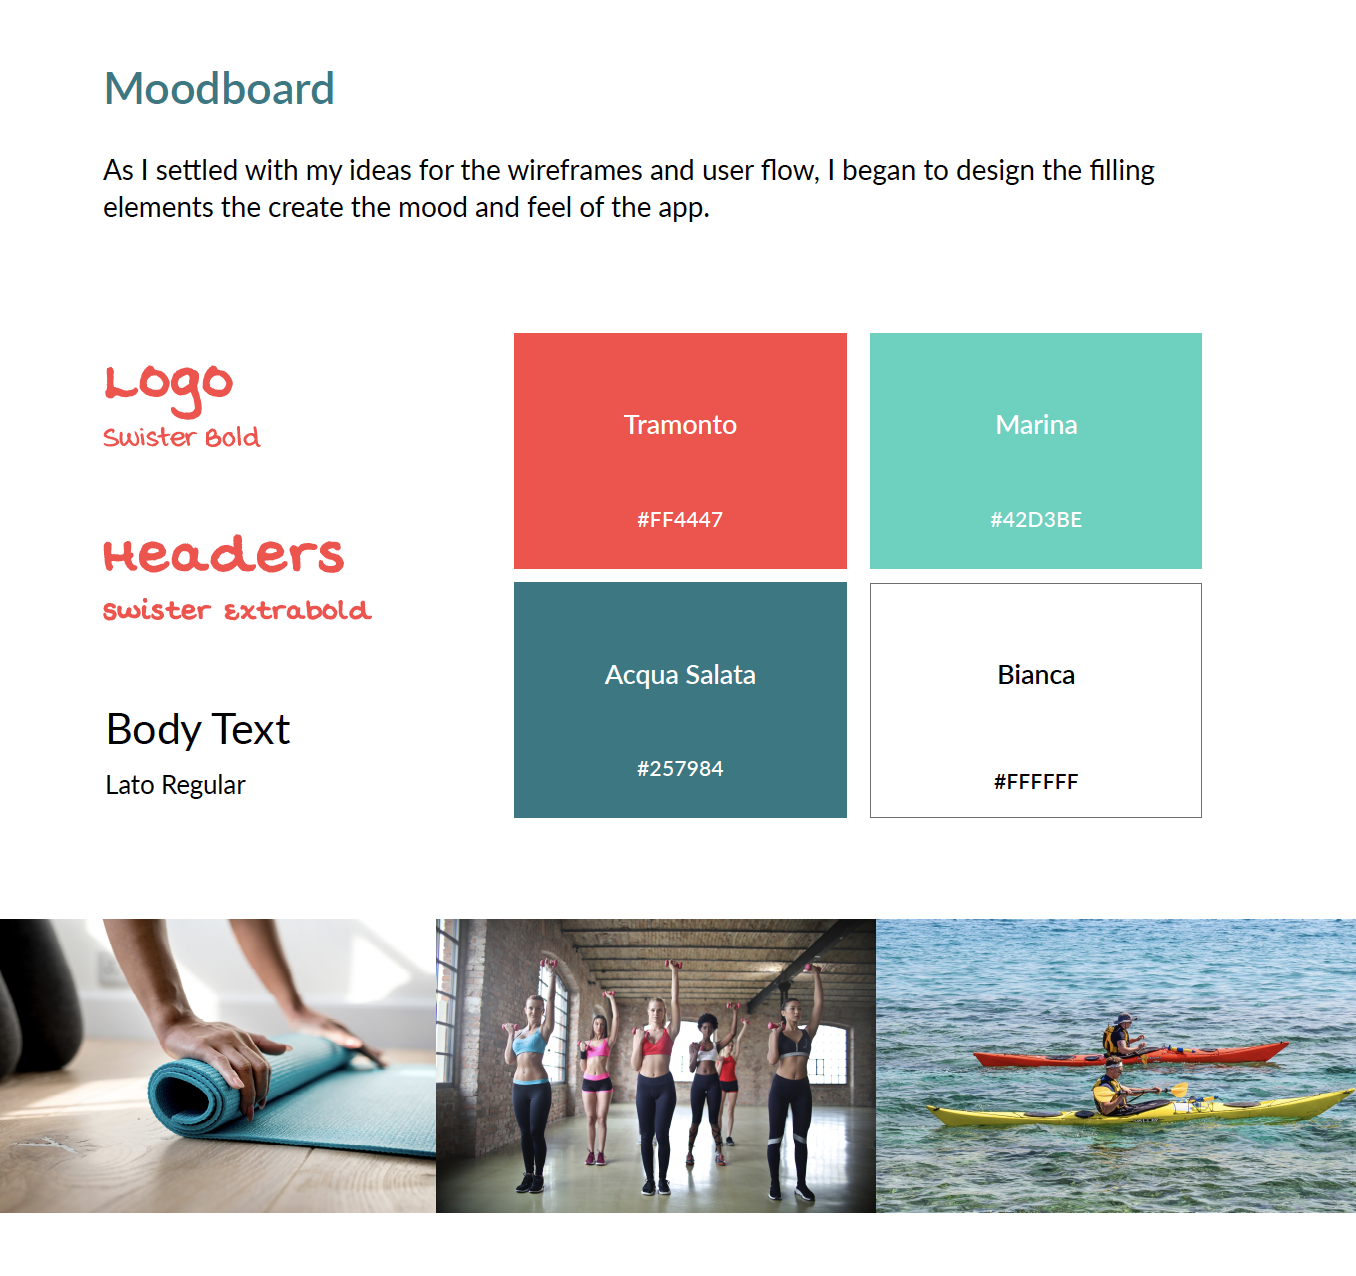 Moodboard
As I settled with my ideas for the wireframes and user flow, I began to design the filling
elements the create the mood and feel of the app.
Logo
Swister Bold
Headers
Swister Extrabold
Body Text
Lato Regular
Tramonto
#FF4447
Marina
#42D3BE
Acqua Salata
#257984
Bianca
#FFFFFF